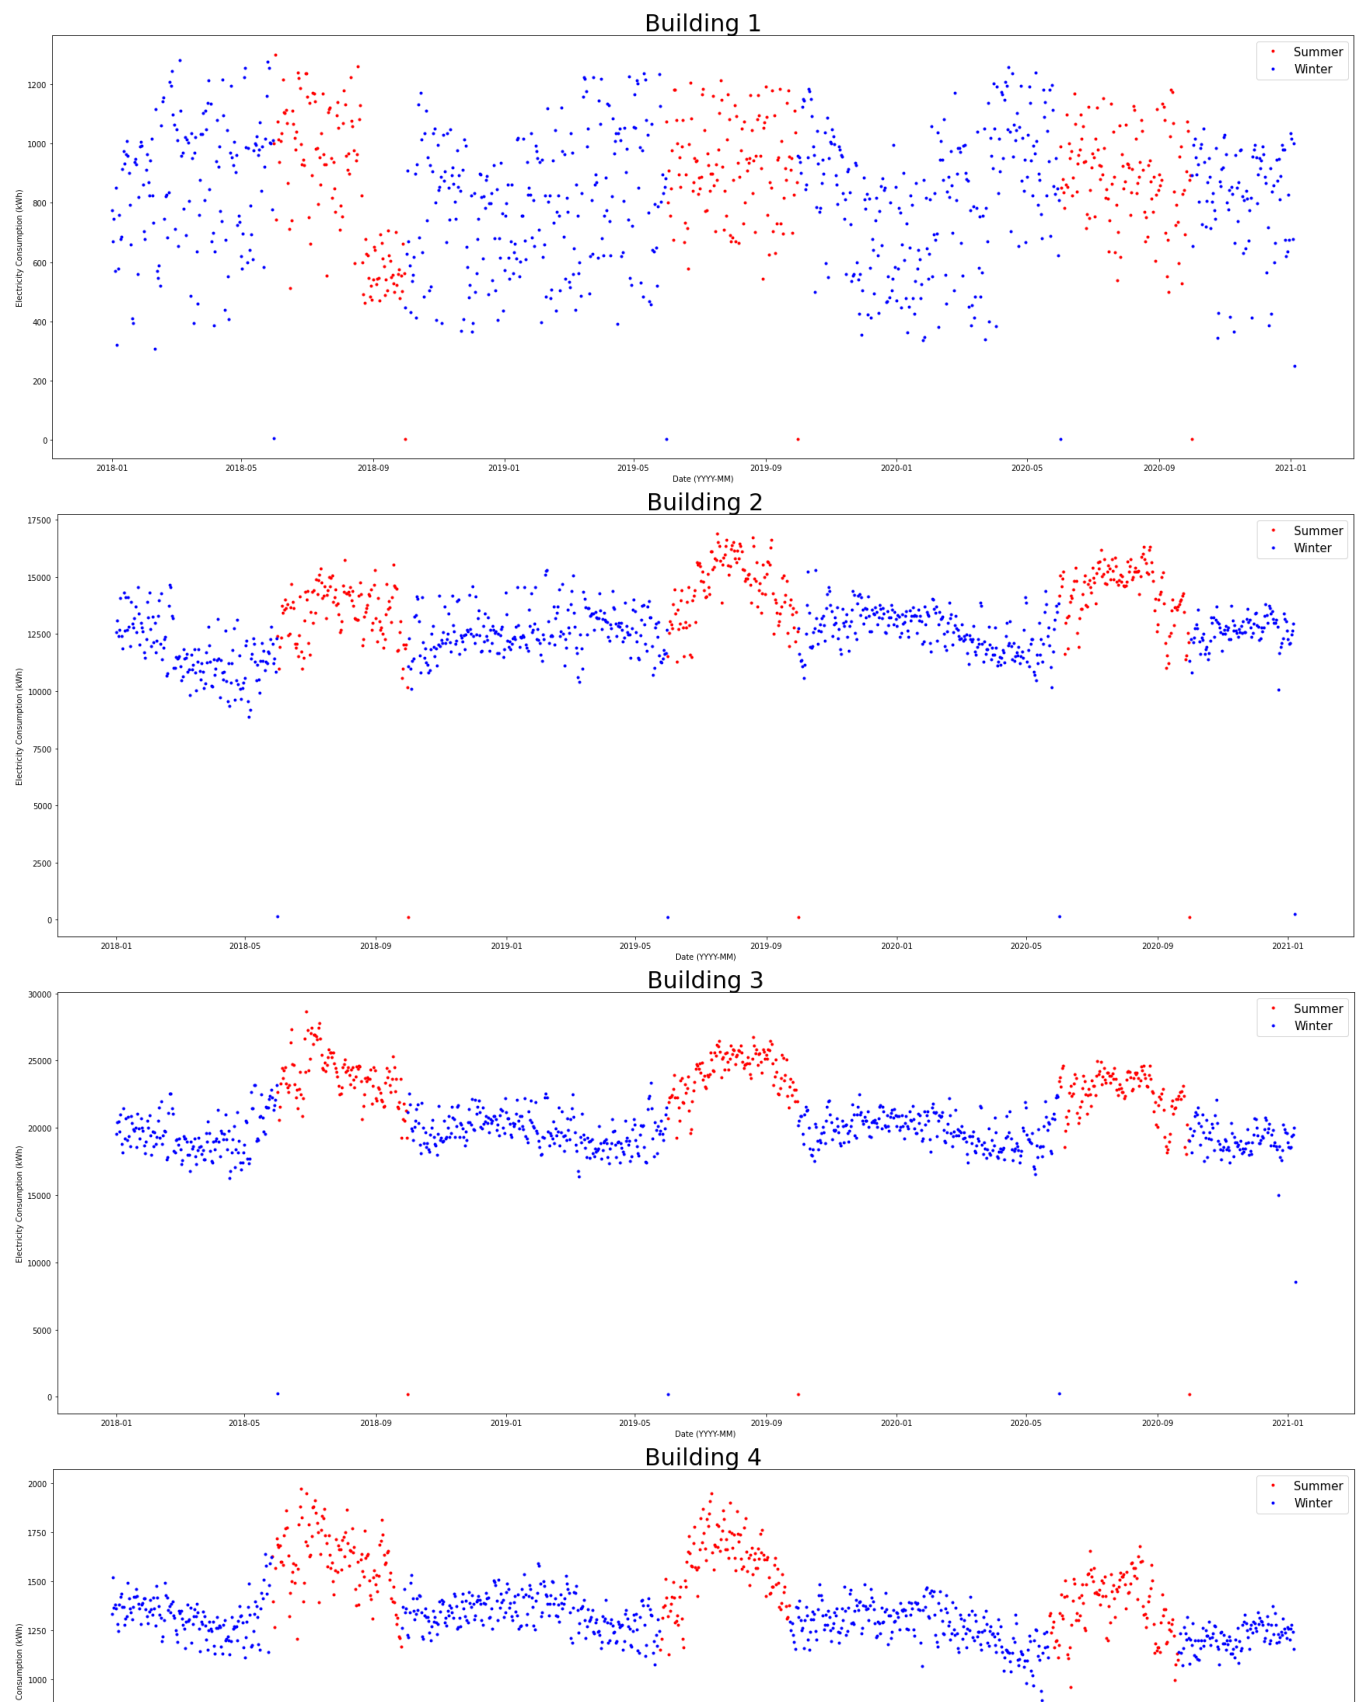 Building 1
Summer
Winter
1200
1000
800
600
400
200
0
Electricity Consumption (kWh)
2018-01 2018-05 2018-09 2019-01 2019-05 2019-09 2020-01 2020-05 2020-09 2021-01
Date (YYYY-MM)
Building 2
Summer
Winter
17500
15000
12500
10000
7500
5000
2500
0
Electricity Consumption (kWh)
2018-01 2018-05 2018-09 2019-01 2019-05 2019-09 2020-01 2020-05 2020-09 2021-01
Date (YYYY-MM)
Building 3
Summer
Winter
30000
25000
20000
15000
10000
5000
0
Electricity Consumption (kWh)
2018-01 2018-05 2018-09 2019-01 2019-05 2019-09 2020-01 2020-05 2020-09 2021-01
Date (YYYY-MM)
Building 4
Summer
Winter
2000
1750
1500
1250
1000
Consumption (kWh)